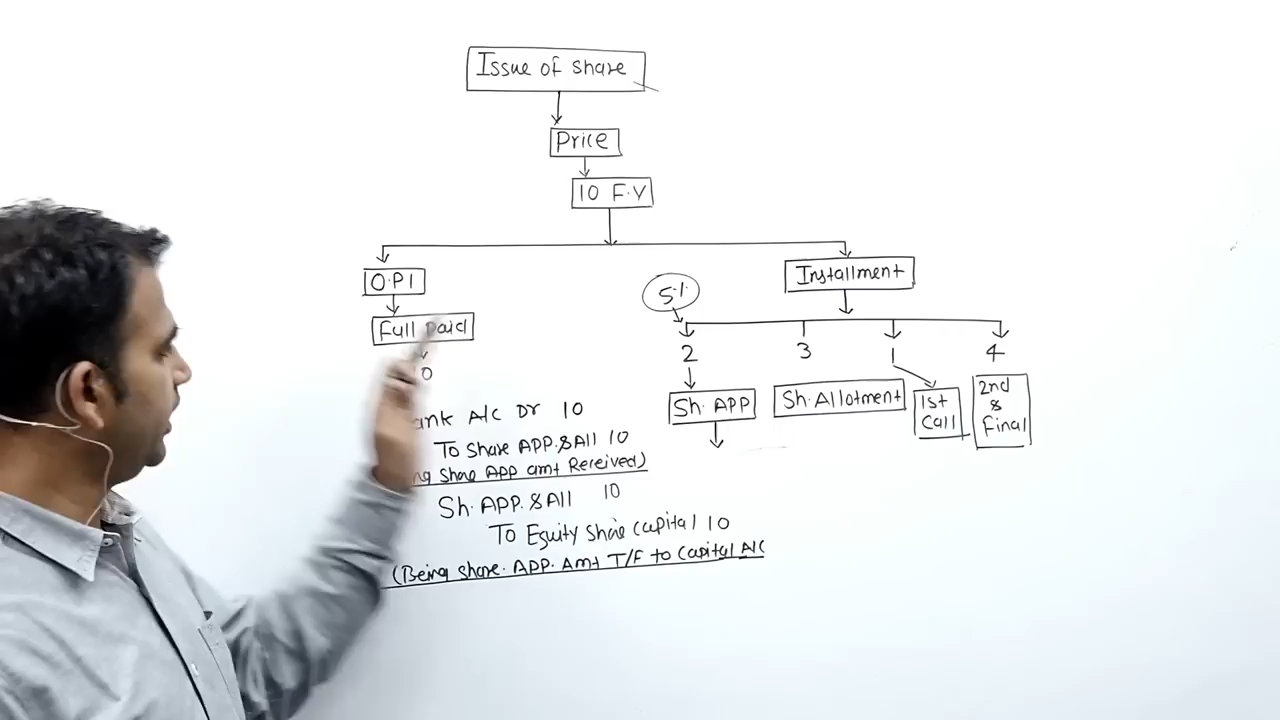 Issue of share
Price
10 F.V
O.P.I
Full Paid
A/C Dr 10
To Share APP.&All 10
Share APP amt Received)
Sh.APP.&All 10
To Equity Share Capital 10
(Being share. APP. Amt T/F to Capital A/C
Installment
5%
2 3 1 4
Sh. APP
Sh. Allotment
1st
Call
2nd
&
Final